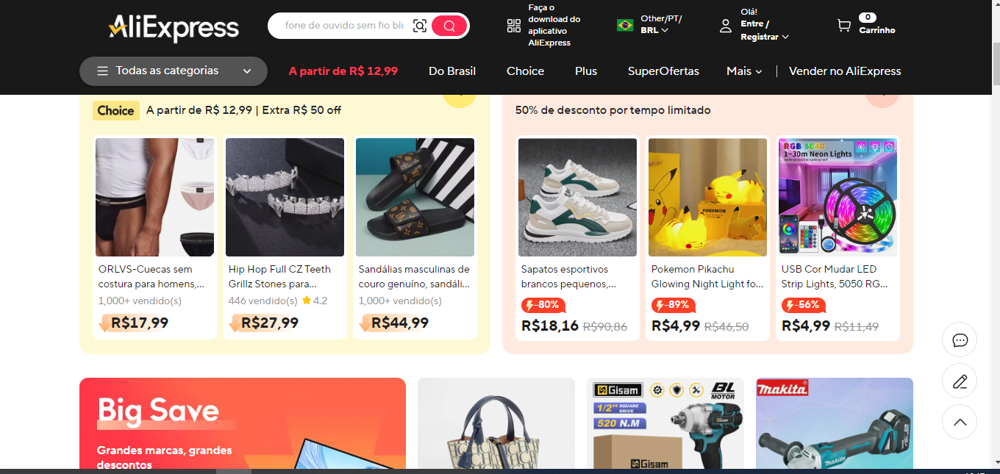 AliExpress
fone de ouvido sem fio blu
Faça o
download do
aplicativo
AliExpress
Other/PT/
BRL
Olá!
Entre /
Registrar
0
Carrinho
Todas as categorias
A partir de R$ 12,99
Do Brasil
Choice
Plus
SuperOfertas
Mais
Vender no AliExpress
Choice A partir de R$ 12,99 | Extra R$ 50 off
ORLVS-Cuecas sem
costura para homens,...
1,000+ vendido(s)
R$17,99
Hip Hop Full CZ Teeth
Grillz Stones para...
446 vendido(s) 4.2
R$27,99
Sandálias masculinas de
couro genuíno, sandáli...
1,000+ vendido(s)
R$44,99
50% de desconto por tempo limitado
Sapatos esportivos
brancos pequenos,...
-80%
R$18,16 R$90,86
POKEMON
Pokemon Pikachu
Glowing Night Light fo...
-89%
R$4,99 R$46,50
RGB 5050
1~30m Neon Lights
waterproof/not waterproof
USB Cor Mudar LED
Strip Lights, 5050 RG...
-56%
R$4,99 R$11,49
Big Save
Grandes marcas, grandes
descontos
Gisam
BL
MOTOR
1/2" SQUARE
DRIVE
520 N.M
Gisam
Gisam
makita
makita